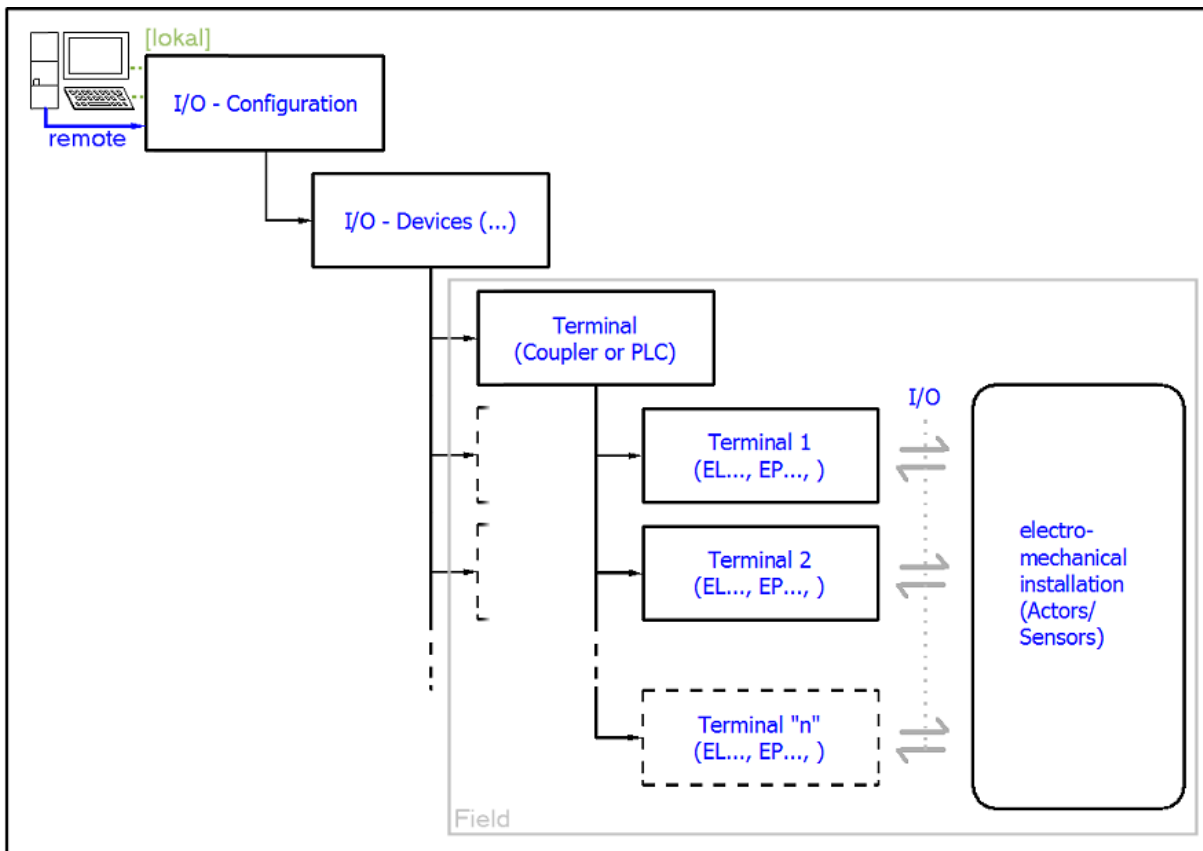 [lokal]
I/O - Configuration
remote
I/O - Devices (...)
Terminal
(Coupler or PLC)
I/O
Terminal 1
(EL..., EP..., )
Terminal 2
(EL..., EP..., )
electro-
mechanical
installation
(Actors/
Sensors)
Terminal "n"
(EL..., EP..., )
Field